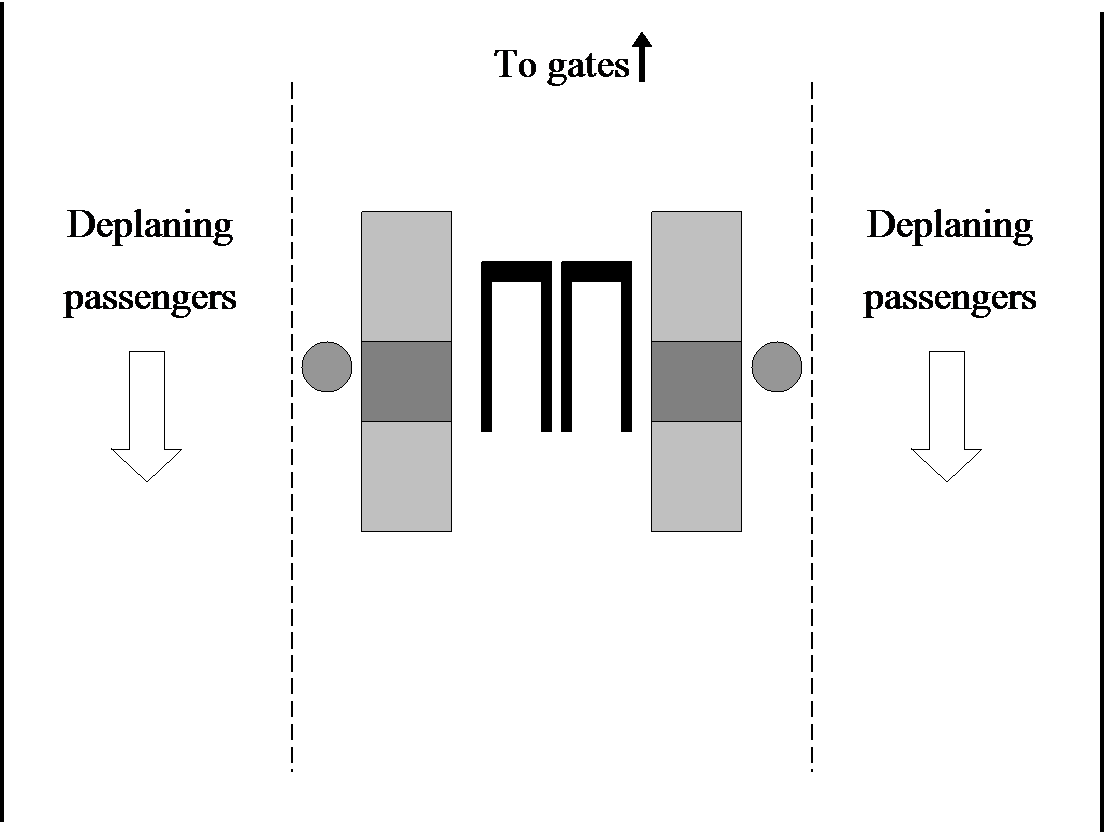 To gates
Deplaning
passengers
Deplaning
passengers